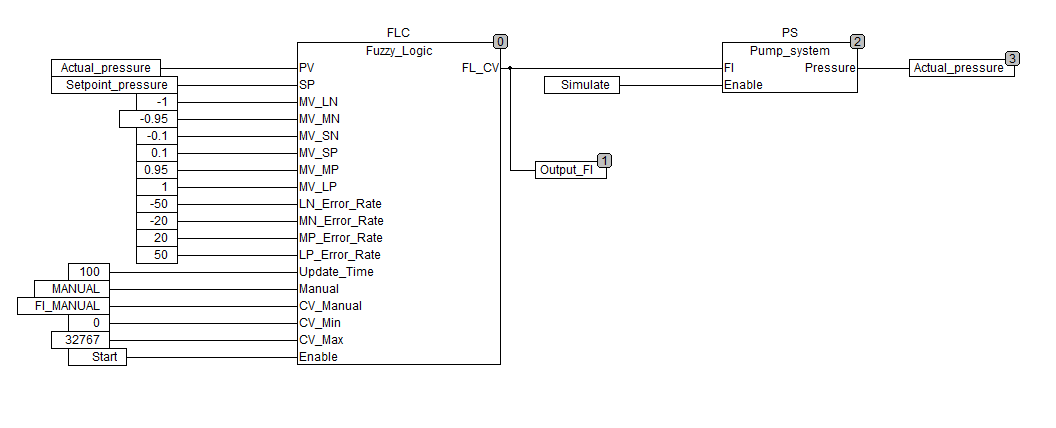 FLC
0
Fuzzy_Logic
Actual_pressure PV FL_CV
Setpoint_pressure SP
-1 MV_LN
-0.95 MV_MN
-0.1 MV_SN
0.1 MV_SP
0.95 MV_MP
1 MV_LP
-50 LN_Error_Rate
-20 MN_Error_Rate
20 MP_Error_Rate
50 LP_Error_Rate
100 Update_Time
MANUAL Manual
FI_MANUAL CV_Manual
0 CV_Min
32767 CV_Max
Start Enable
PS
2
Pump_system
FI Pressure
Simulate Enable
3
Actual_pressure
1
Output_FI